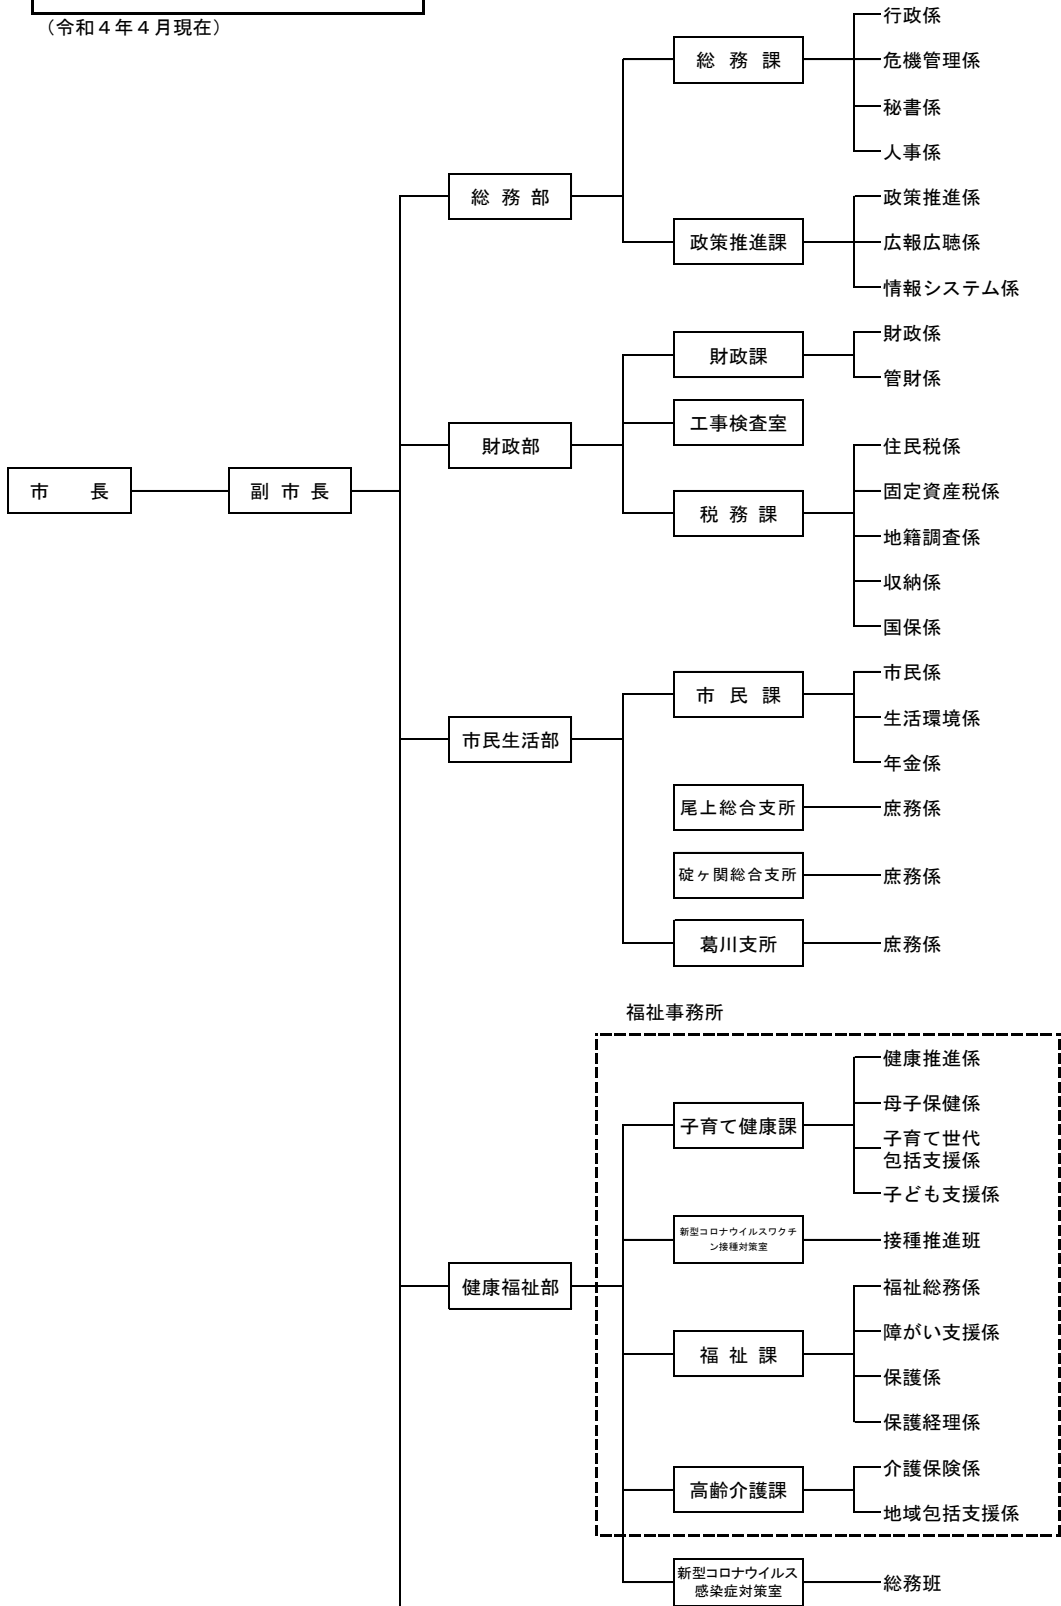 （令和４年４月現在）
市　　長
副 市 長
総 務 部
総 務 課
行政係
危機管理係
秘書係
人事係
政策推進課
政策推進係
広報広聴係
情報システム係
財政部
財政課
財政係
管財係
工事検査室
税 務 課
住民税係
固定資産税係
地籍調査係
収納係
国保係
市民生活部
市 民 課
市民係
生活環境係
年金係
尾上総合支所
庶務係
碇ヶ関総合支所
庶務係
葛川支所
庶務係
福祉事務所
健康福祉部
子育て健康課
健康推進係
母子保健係
子育て世代
包括支援係
子ども支援係
新型コロナウイルスワクチ
ン接種対策室
接種推進班
福 祉 課
福祉総務係
障がい支援係
保護係
保護経理係
高齢介護課
介護保険係
地域包括支援係
新型コロナウイルス
感染症対策室
総務班